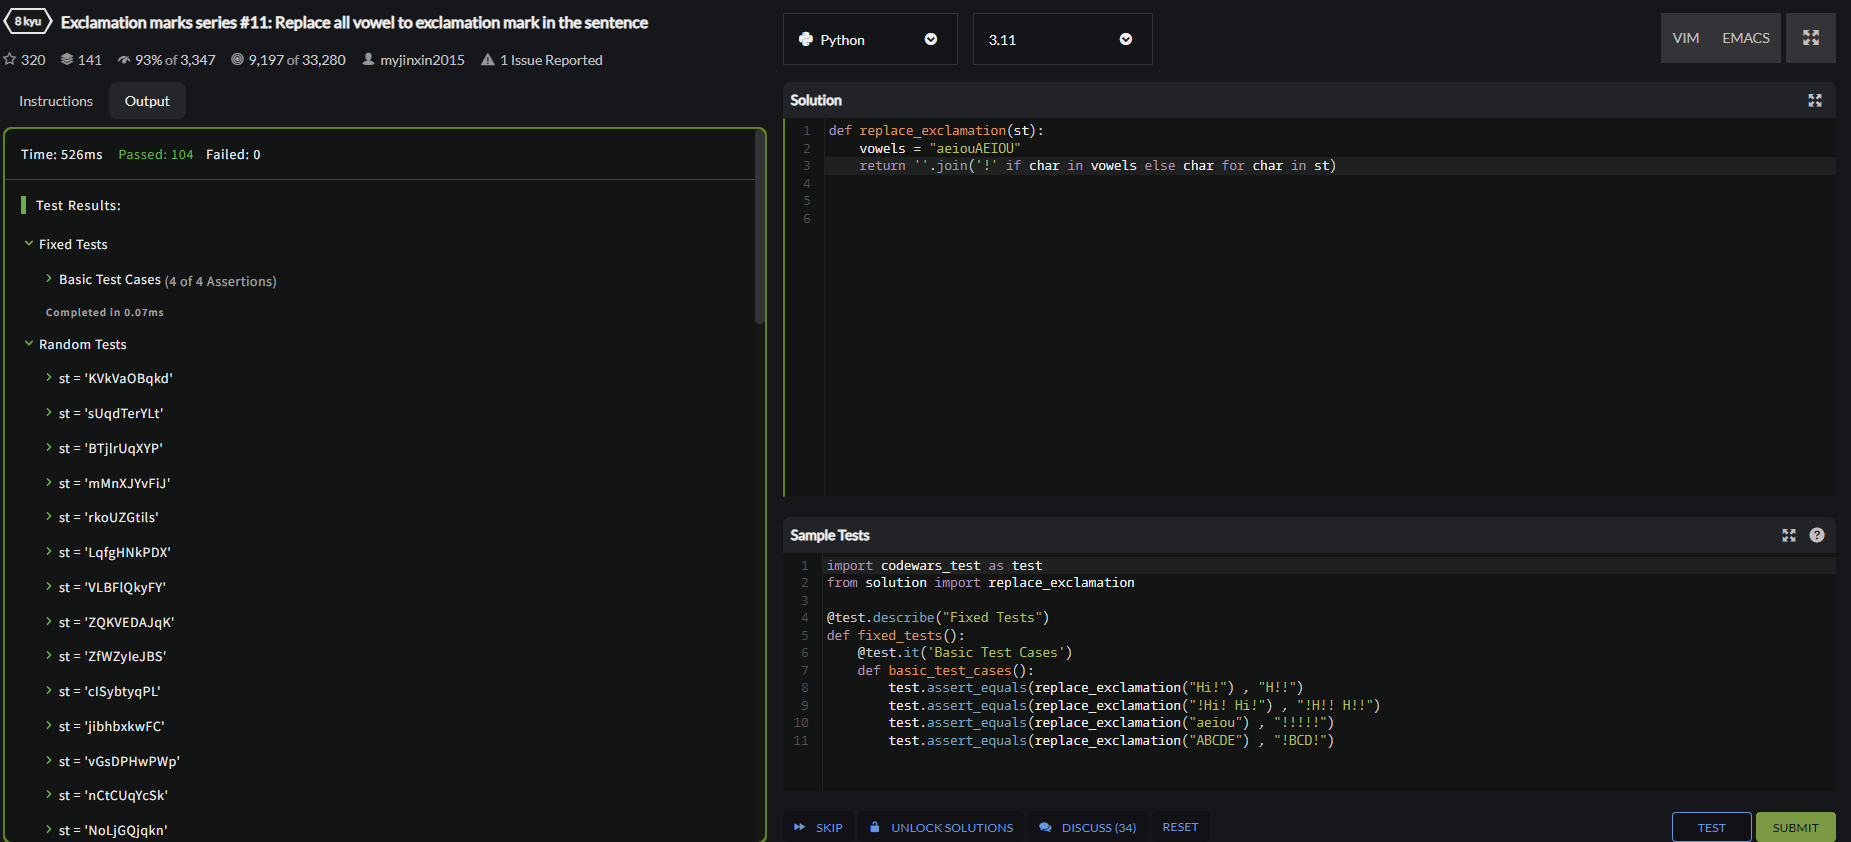 8 kyu Exclamation marks series #11: Replace all vowel to exclamation mark in the sentence
320 141 93% of 3,347 9,197 of 33,280 myjinxin2015 1 Issue Reported
Instructions Output
Time: 526ms Passed: 104 Failed: 0
Test Results:
Fixed Tests
Basic Test Cases (4 of 4 Assertions)
Completed in 0.07ms
Random Tests
st = 'KVkVaOBqkd'
st = 'sUqdTerYLt'
st = 'BTjlrUqXYP'
st = 'mMnXJYvFiJ'
st = 'rkoUZGtils'
st = 'LqfgHNkPDX'
st = 'VLBFlQkyFY'
st = 'ZQKVEDAJqK'
st = 'ZfWZyIeJBS'
st = 'cISybtyqPL'
st = 'jibhbxkwFC'
st = 'vGsDPHwPWp'
st = 'nCtCUqYcSk'
st = 'NoLjGQjqkn'
Python 3.11 VIM EMACS
Solution
1 def replace_exclamation(st):
2 vowels = "aeiouAEIOU"
3 return ''.join('!' if char in vowels else char for char in st)
4
5
6
Sample Tests ?
1 import codewars_test as test
2 from solution import replace_exclamation
3
4 @test.describe("Fixed Tests")
5 def fixed_tests():
6 @test.it('Basic Test Cases')
7 def basic_test_cases():
8 test.assert_equals(replace_exclamation("Hi!") , "H!!")
9 test.assert_equals(replace_exclamation("!Hi! Hi!") , "!H!! H!!")
10 test.assert_equals(replace_exclamation("aeiou") , "!!!!!")
11 test.assert_equals(replace_exclamation("ABCDE") , "!BCD!")
SKIP UNLOCK SOLUTIONS DISCUSS (34) RESET TEST SUBMIT